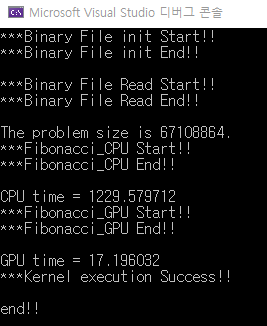 Microsoft Visual Studio 디버그 콘솔
***Binary File init Start!!
***Binary File init End!!
***Binary File Read Start!!
***Binary File Read End!!
The problem size is 67108864.
***Fibonacci_CPU Start!!
***Fibonacci_CPU End!!
CPU time = 1229.579712
***Fibonacci_GPU Start!!
***Fibonacci_GPU End!!
GPU time = 17.196032
***Kernel execution Success!!
end!!